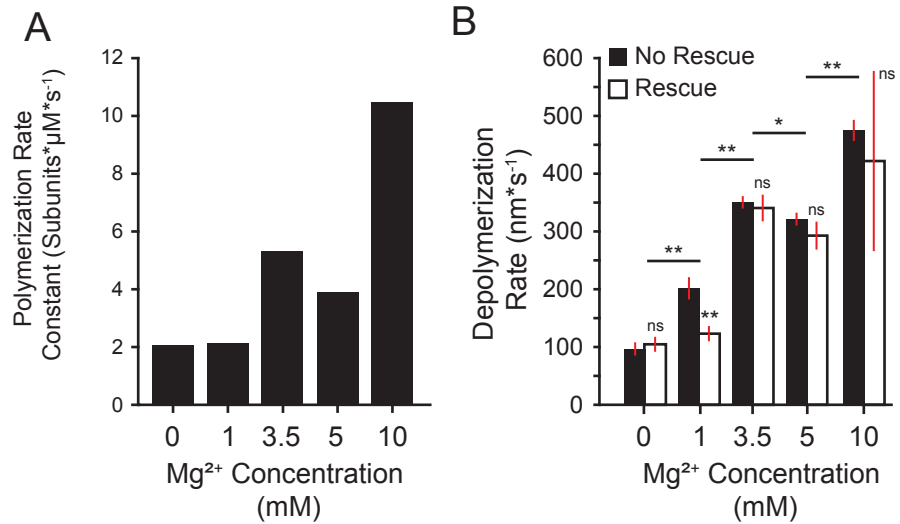 A
Polymerization Rate
Constant (Subunits*µM*s⁻¹)
12
10
8
6
4
2
0
0 1 3.5 5 10
Mg²⁺ Concentration
(mM)
B
No Rescue
Rescue
Depolymerization
Rate (nm*s⁻¹)
600
500
400
300
200
100
0
ns
**
**
**
ns
*
ns
**
ns
0 1 3.5 5 10
Mg²⁺ Concentration
(mM)